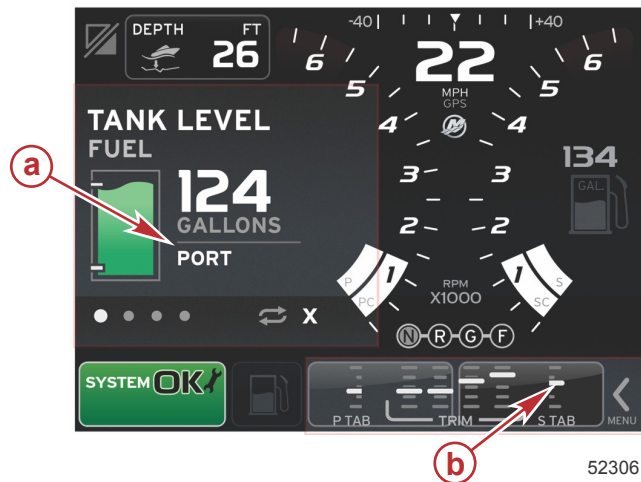 DEPTH FT
26
-40 +40
6 6
5 5
4 4
3 3
2 2
1 1
22
MPH
GPS
TANK LEVEL
FUEL
a
124
GALLONS
PORT
134
GAL.
P S
PC SC
RPM
X1000
X
N R G F
SYSTEM OK
P TAB TRIM S TAB
MENU
b
52306